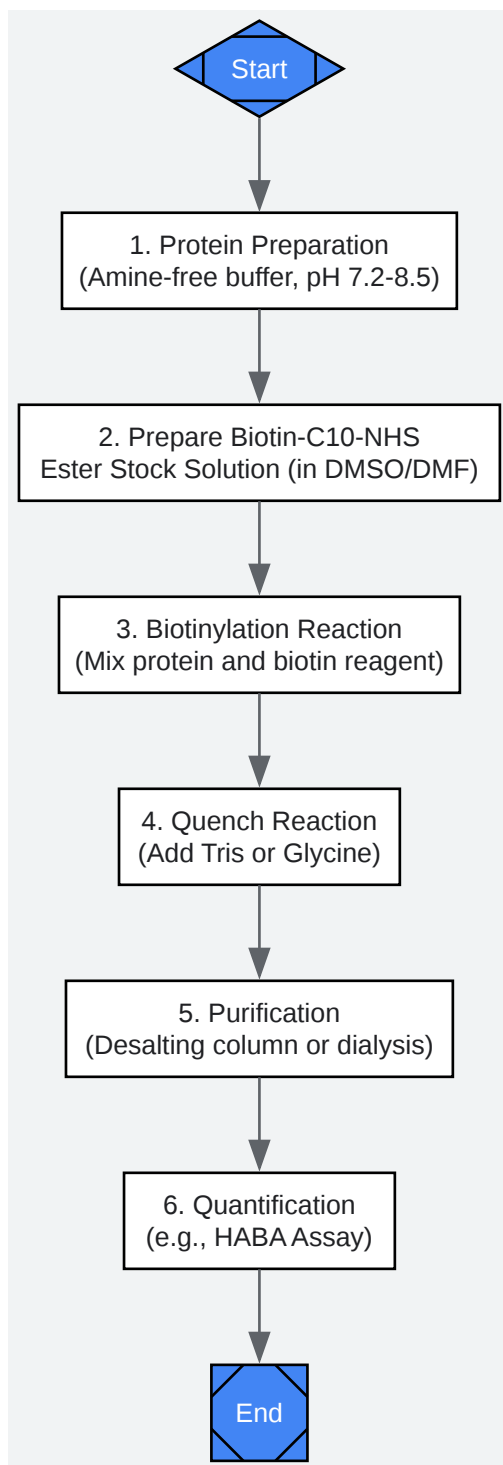 Start
1. Protein Preparation
(Amine-free buffer, pH 7.2-8.5)
2. Prepare Biotin-C10-NHS
Ester Stock Solution (in DMSO/DMF)
3. Biotinylation Reaction
(Mix protein and biotin reagent)
4. Quench Reaction
(Add Tris or Glycine)
5. Purification
(Desalting column or dialysis)
6. Quantification
(e.g., HABA Assay)
End